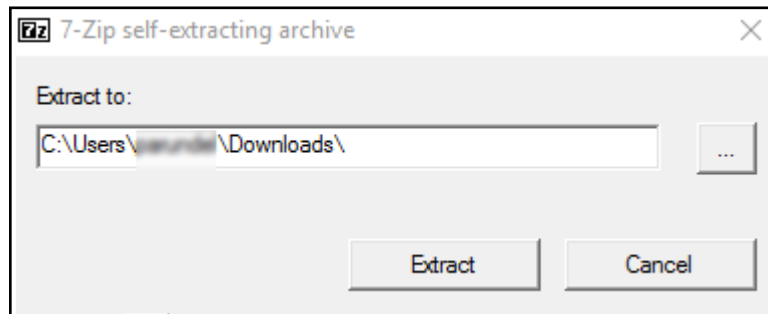 7z 7-Zip self-extracting archive
Extract to:
C:\Users\ \Downloads\
...
Extract Cancel